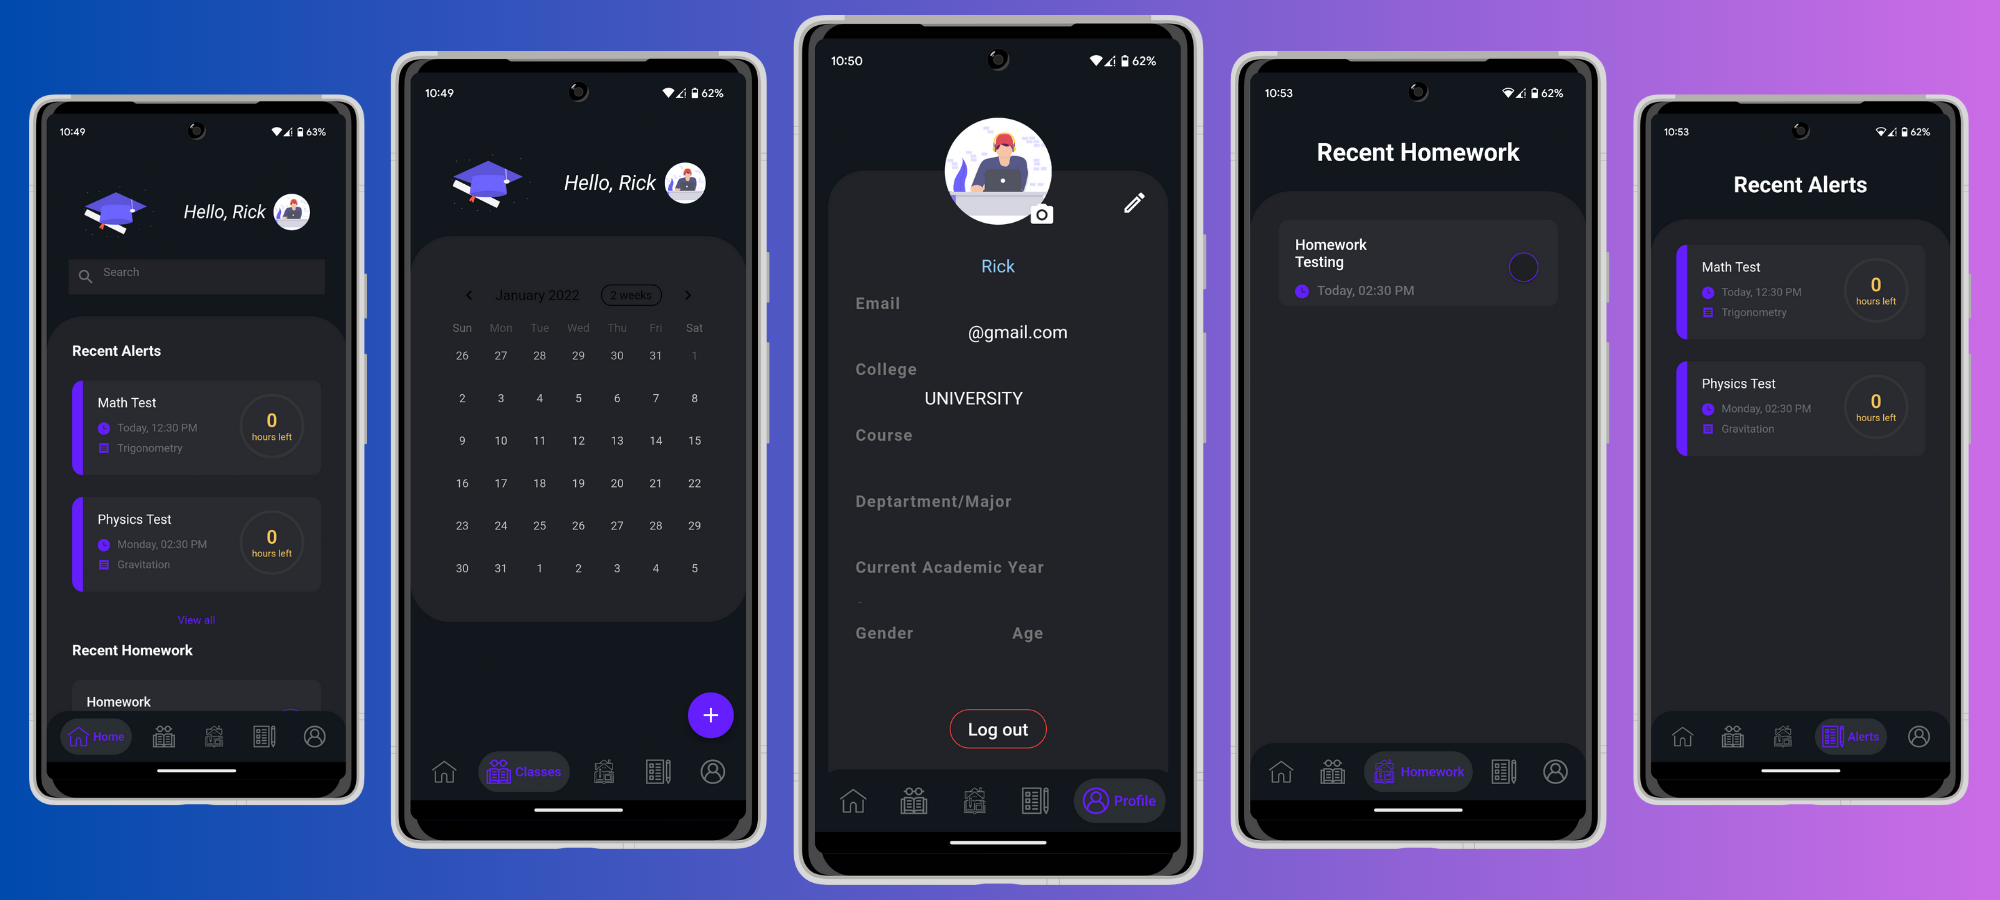 10:49
63%
Hello, Rick
Search
Recent Alerts
Math Test
Today, 12:30 PM
Trigonometry
0
hours left
Physics Test
Monday, 02:30 PM
Gravitation
0
hours left
View all
Recent Homework
Homework
Home
10:49
62%
Hello, Rick
January 2022
2 weeks
Sun Mon Tue Wed Thu Fri Sat
26 27 28 29 30 31 1
2 3 4 5 6 7 8
9 10 11 12 13 14 15
16 17 18 19 20 21 22
23 24 25 26 27 28 29
30 31 1 2 3 4 5
+
Classes
10:50
62%
Rick
Email
@gmail.com
College
UNIVERSITY
Course
Deptartment/Major
Current Academic Year
-
Gender Age
Log out
Profile
10:53
62%
Recent Homework
Homework
Testing
Today, 02:30 PM
Homework
10:53
62%
Recent Alerts
Math Test
Today, 12:30 PM
Trigonometry
0
hours left
Physics Test
Monday, 02:30 PM
Gravitation
0
hours left
Alerts